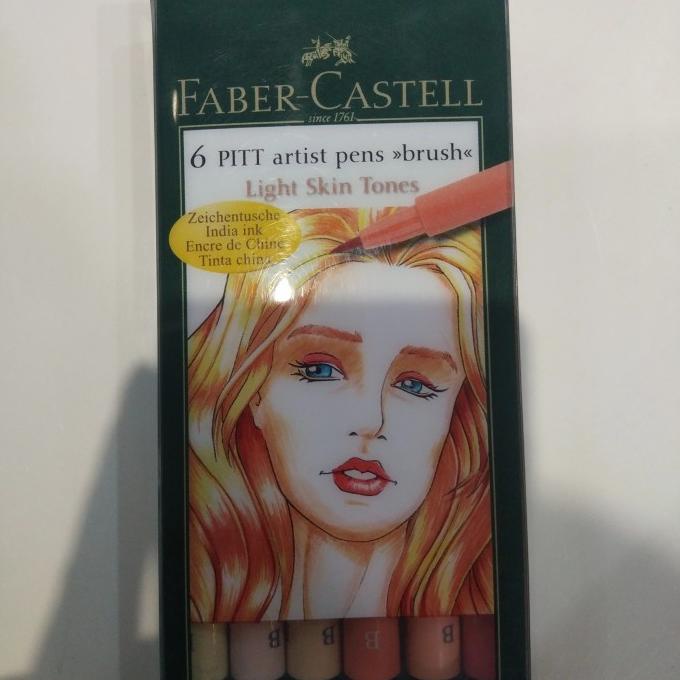 FABER-CASTELL
since 1761
6 PITT artist pens »brush«
Light Skin Tones
Zeichentusche
India ink
Encre de Chine
Tinta china
B B B B